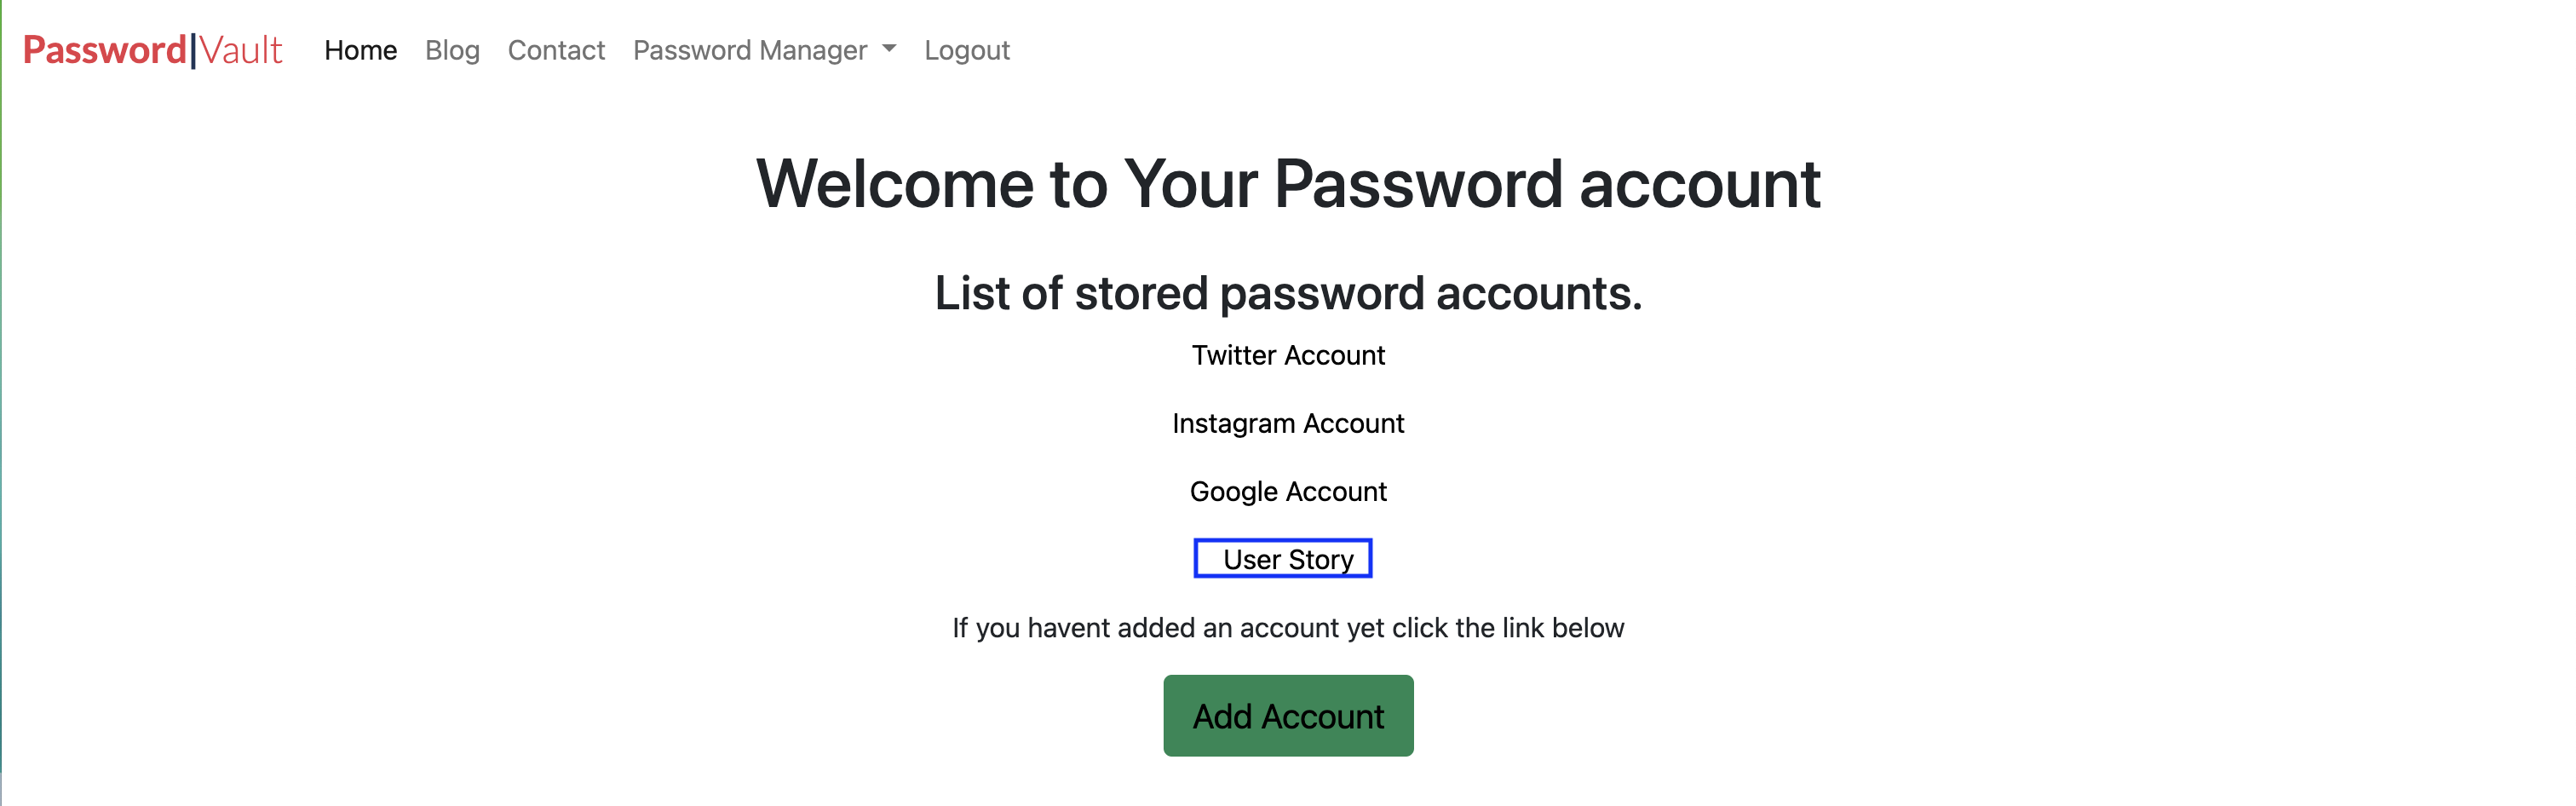 Password|Vault Home Blog Contact Password Manager Logout
Welcome to Your Password account
List of stored password accounts.
Twitter Account
Instagram Account
Google Account
User Story
If you havent added an account yet click the link below
Add Account